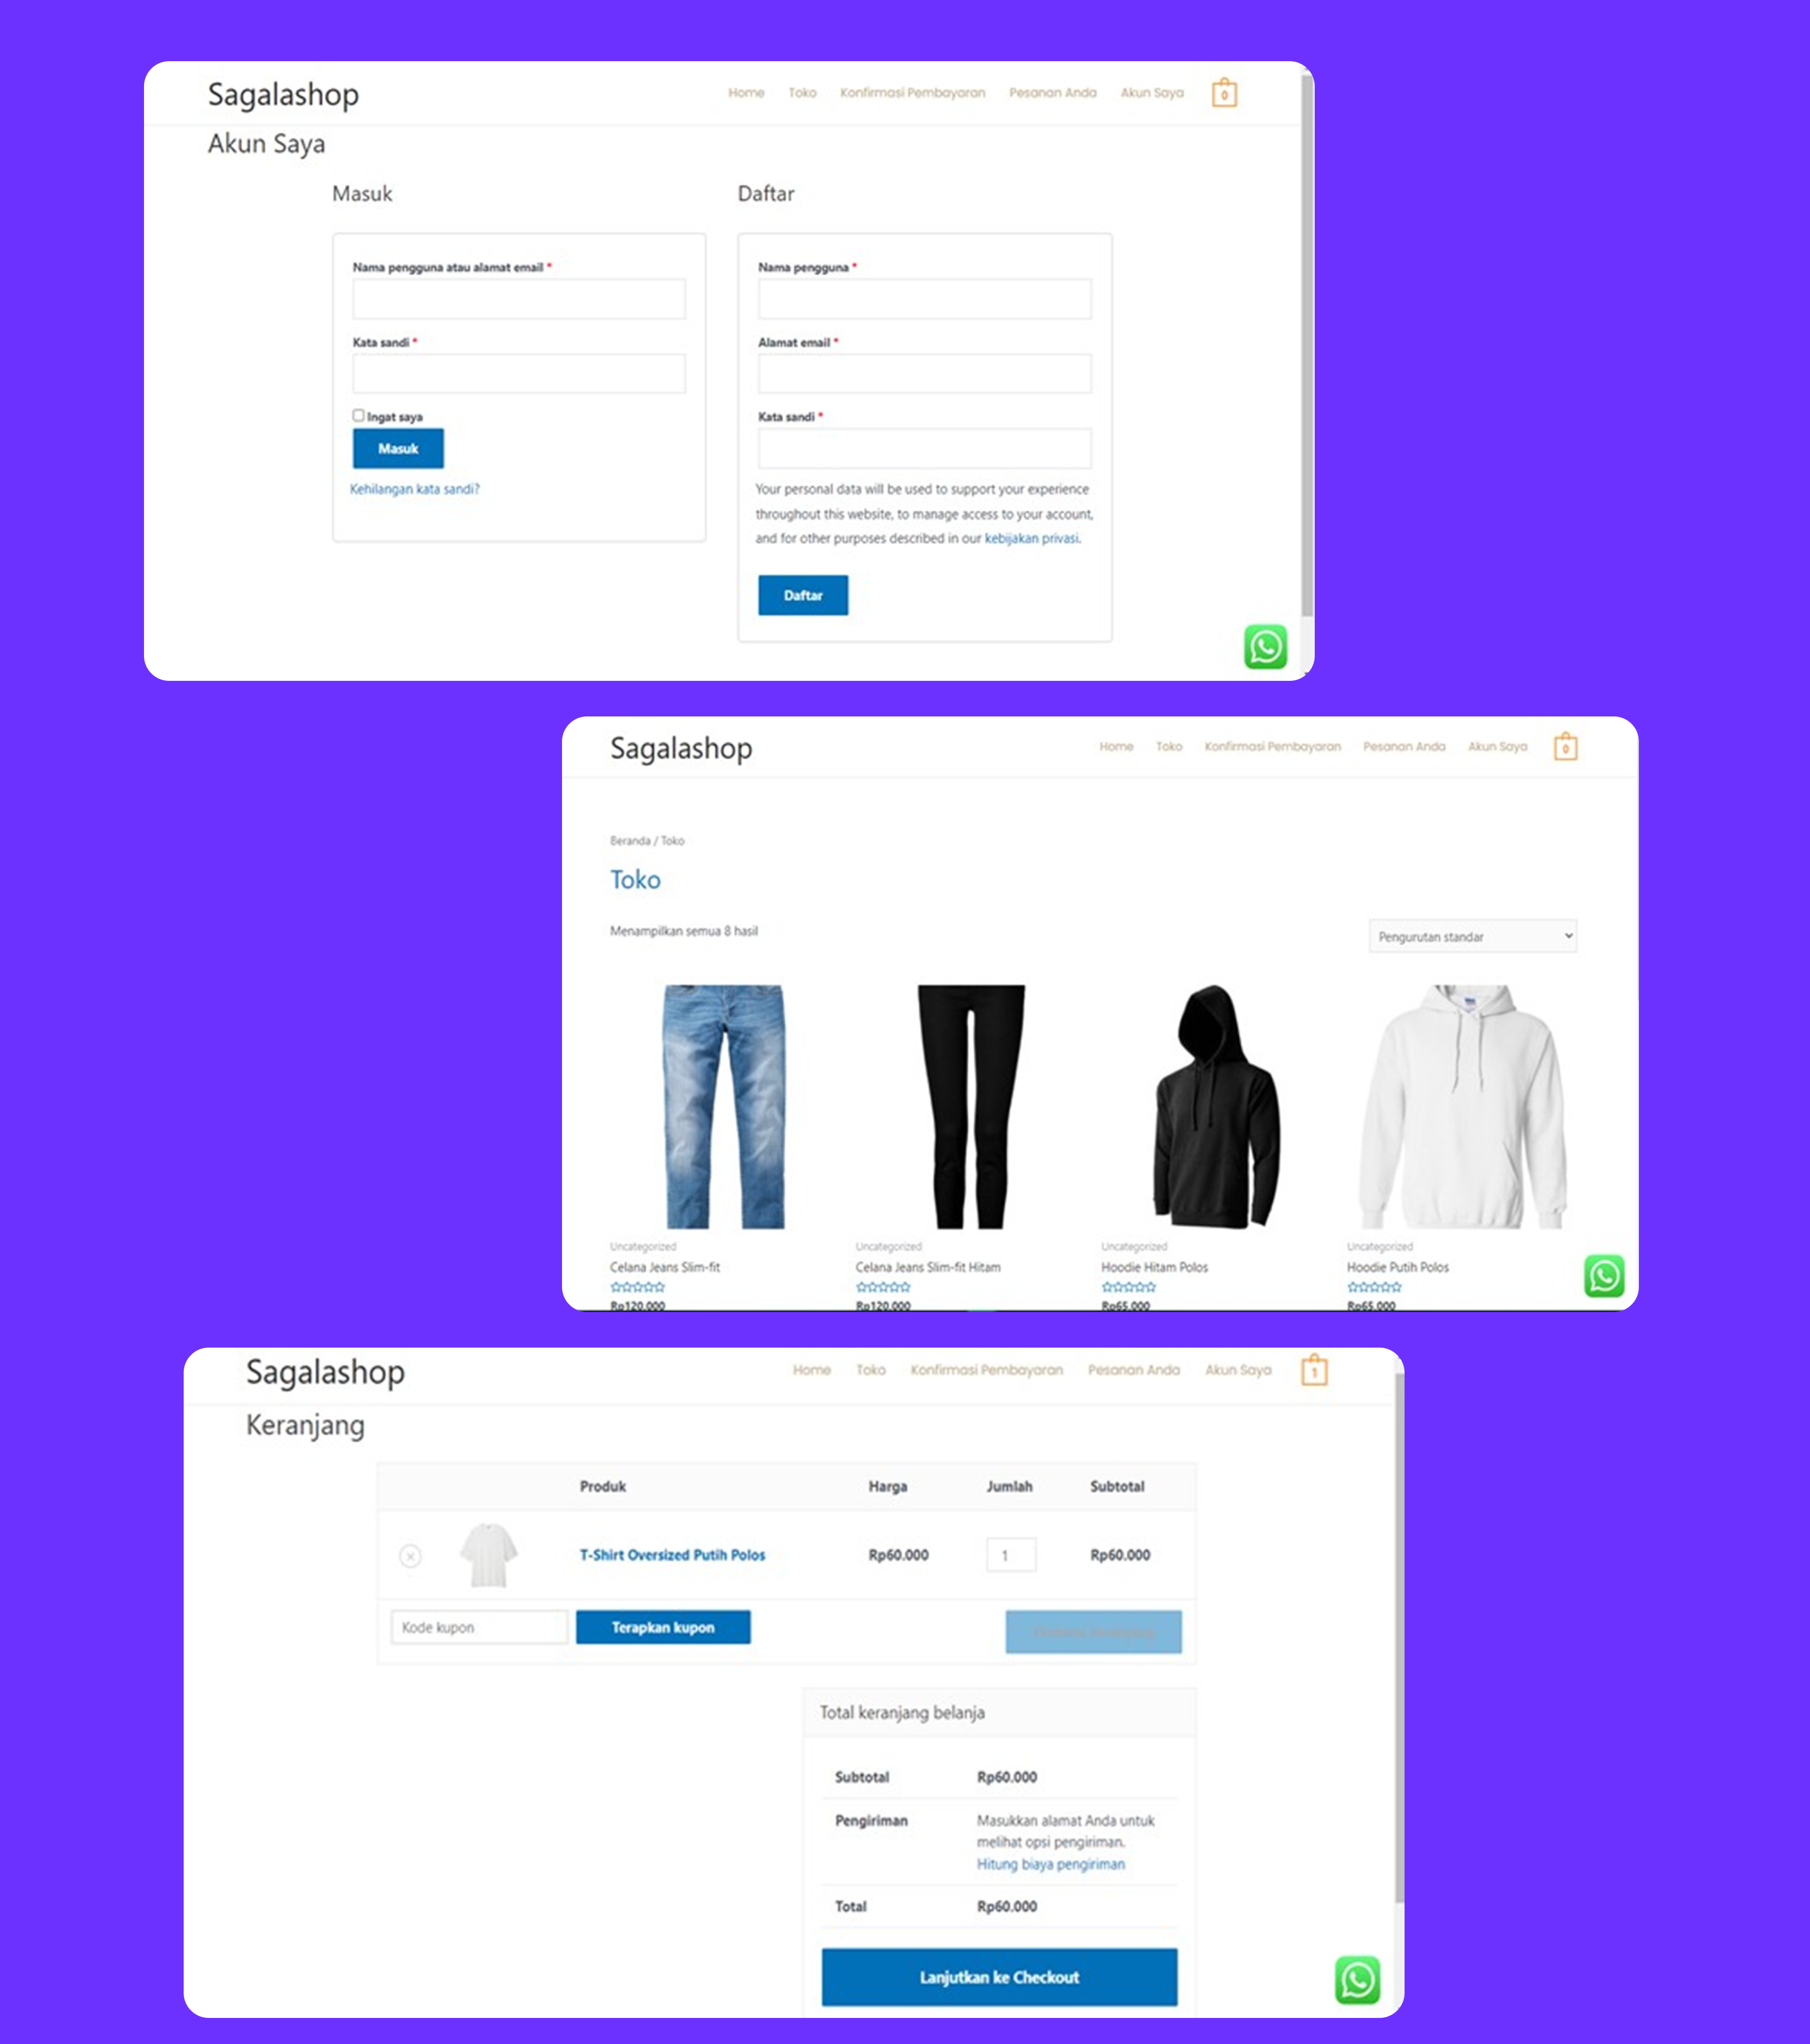 Sagalashop
Home Toko Konfirmasi Pembayaran Pesanan Anda Akun Saya 0
Akun Saya
Masuk
Nama pengguna atau alamat email *
Kata sandi *
Ingat saya
Masuk
Kehilangan kata sandi?
Daftar
Nama pengguna *
Alamat email *
Kata sandi *
Your personal data will be used to support your experience
throughout this website, to manage access to your account,
and for other purposes described in our kebijakan privasi.
Daftar
Sagalashop
Home Toko Konfirmasi Pembayaran Pesanan Anda Akun Saya 0
Beranda / Toko
Toko
Menampilkan semua 8 hasil
Pengurutan standar
Uncategorized
Celana Jeans Slim-fit
Rp120.000
Uncategorized
Celana Jeans Slim-fit Hitam
Rp120.000
Uncategorized
Hoodie Hitam Polos
Rp65.000
Uncategorized
Hoodie Putih Polos
Rp65.000
Sagalashop
Home Toko Konfirmasi Pembayaran Pesanan Anda Akun Saya 1
Keranjang
Produk Harga Jumlah Subtotal
T-Shirt Oversized Putih Polos Rp60.000 1 Rp60.000
Kode kupon Terapkan kupon
Total keranjang belanja
Subtotal Rp60.000
Pengiriman Masukkan alamat Anda untuk
melihat opsi pengiriman.
Hitung biaya pengiriman
Total Rp60.000
Lanjutkan ke Checkout